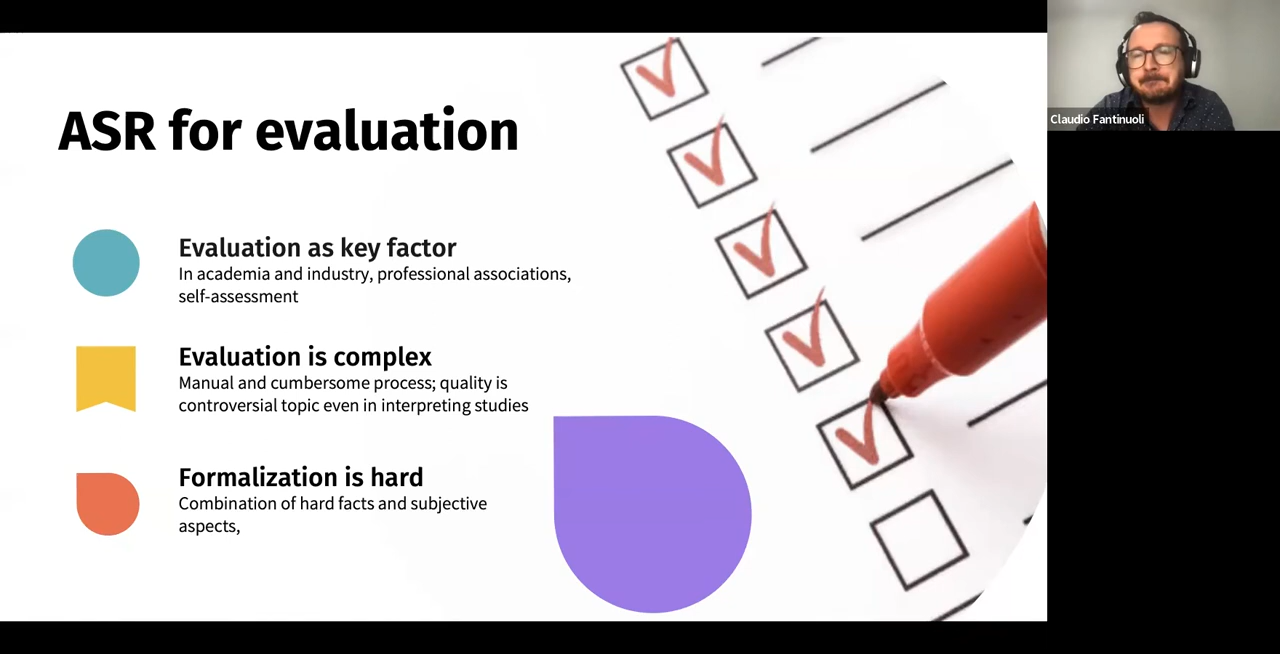 ASR for evaluation
Evaluation as key factor
In academia and industry, professional associations,
self-assessment
Evaluation is complex
Manual and cumbersome process; quality is
controversial topic even in interpreting studies
Formalization is hard
Combination of hard facts and subjective
aspects,
Claudio Fantinuoli